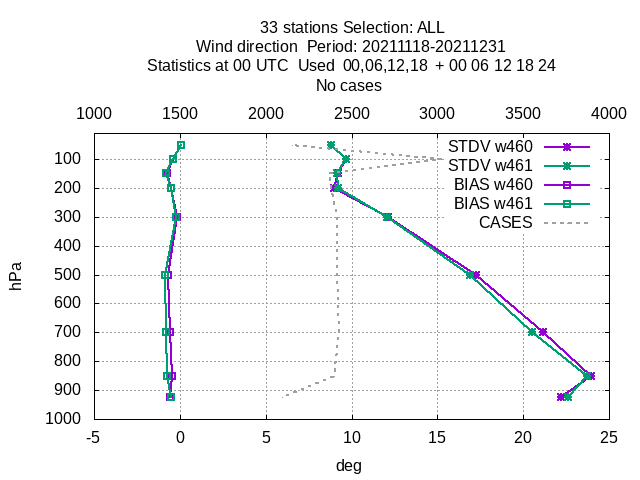 33 stations Selection: ALL
Wind direction  Period: 20211118-20211231
Statistics at 00 UTC  Used  00,06,12,18  + 00 06 12 18 24
No cases
1000 1500 2000 2500 3000 3500 4000
STDV w460
STDV w461
BIAS w460
BIAS w461
CASES
hPa
100
200
300
400
500
600
700
800
900
1000
-5 0 5 10 15 20 25
deg